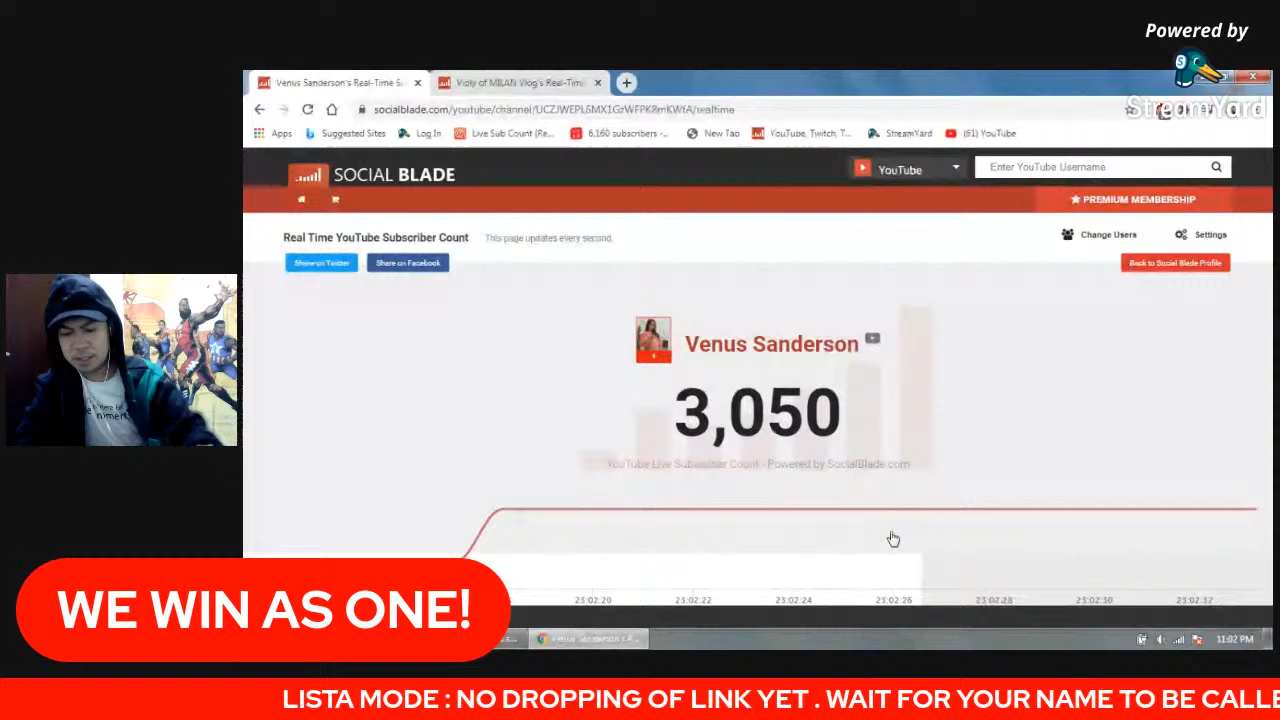 Powered by
StreamYard
Venus Sanderson's Real-Time S
Vicky of MILAN Vlog's Real-Time
socialblade.com/youtube/channel/UCZJWEPL6MX1GzWFPK8mKWfA/realtime
Apps Suggested Sites Log In Live Sub Count (Re... 6,160 subscribers -... New Tab YouTube, Twitch, T... StreamYard (61) YouTube
SOCIAL BLADE
YouTube
Enter YouTube Username
PREMIUM MEMBERSHIP
Real Time YouTube Subscriber Count
This page updates every second.
Change Users
Settings
Share on Twitter
Share on Facebook
Back to Social Blade Profile
Venus Sanderson
3,050
YouTube Live Subscriber Count - Powered by SocialBlade.com
23:02:20 23:02:22 23:02:24 23:02:26 23:02:28 23:02:30 23:02:32
WE WIN AS ONE!
11:02 PM
LISTA MODE : NO DROPPING OF LINK YET . WAIT FOR YOUR NAME TO BE CALLE